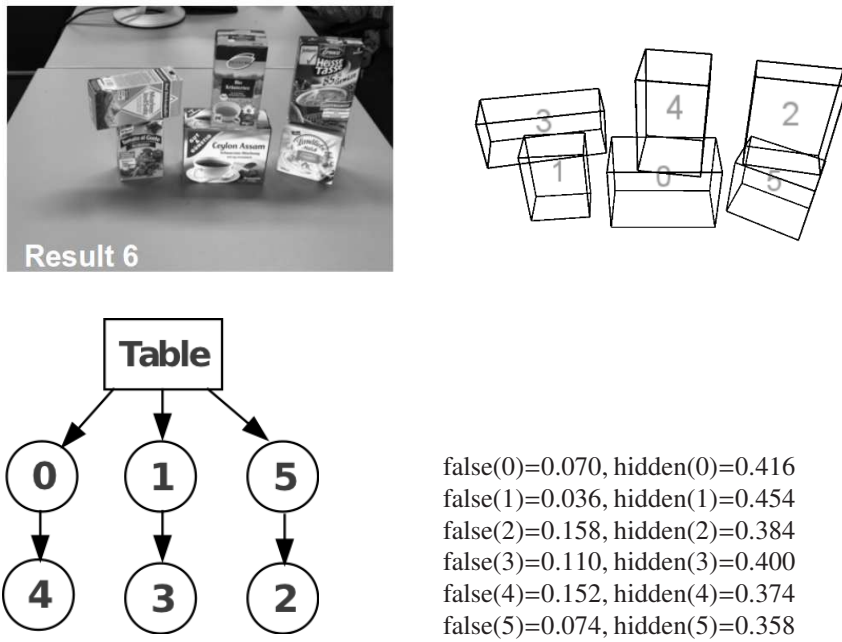 HEISSE
TASSE
Ceylon Assam
Result 6
3
4
2
1
0
5
Table
0
1
5
4
3
2
false(0)=0.070, hidden(0)=0.416
false(1)=0.036, hidden(1)=0.454
false(2)=0.158, hidden(2)=0.384
false(3)=0.110, hidden(3)=0.400
false(4)=0.152, hidden(4)=0.374
false(5)=0.074, hidden(5)=0.358